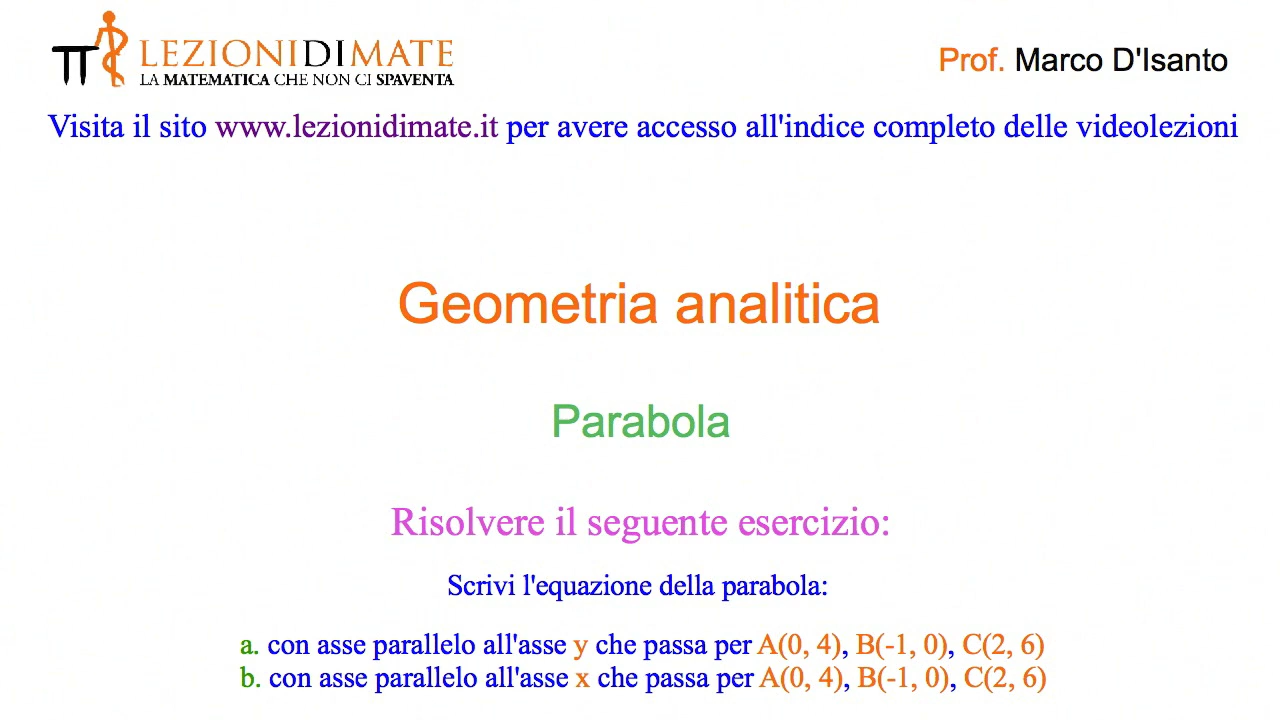 LEZIONIDIMATE
LA MATEMATICA CHE NON CI SPAVENTA
Prof. Marco D'Isanto
Visita il sito www.lezionidimate.it per avere accesso all'indice completo delle videolezioni
Geometria analitica
Parabola
Risolvere il seguente esercizio:
Scrivi l'equazione della parabola:
a. con asse parallelo all'asse y che passa per A(0, 4), B(-1, 0), C(2, 6)
b. con asse parallelo all'asse x che passa per A(0, 4), B(-1, 0), C(2, 6)